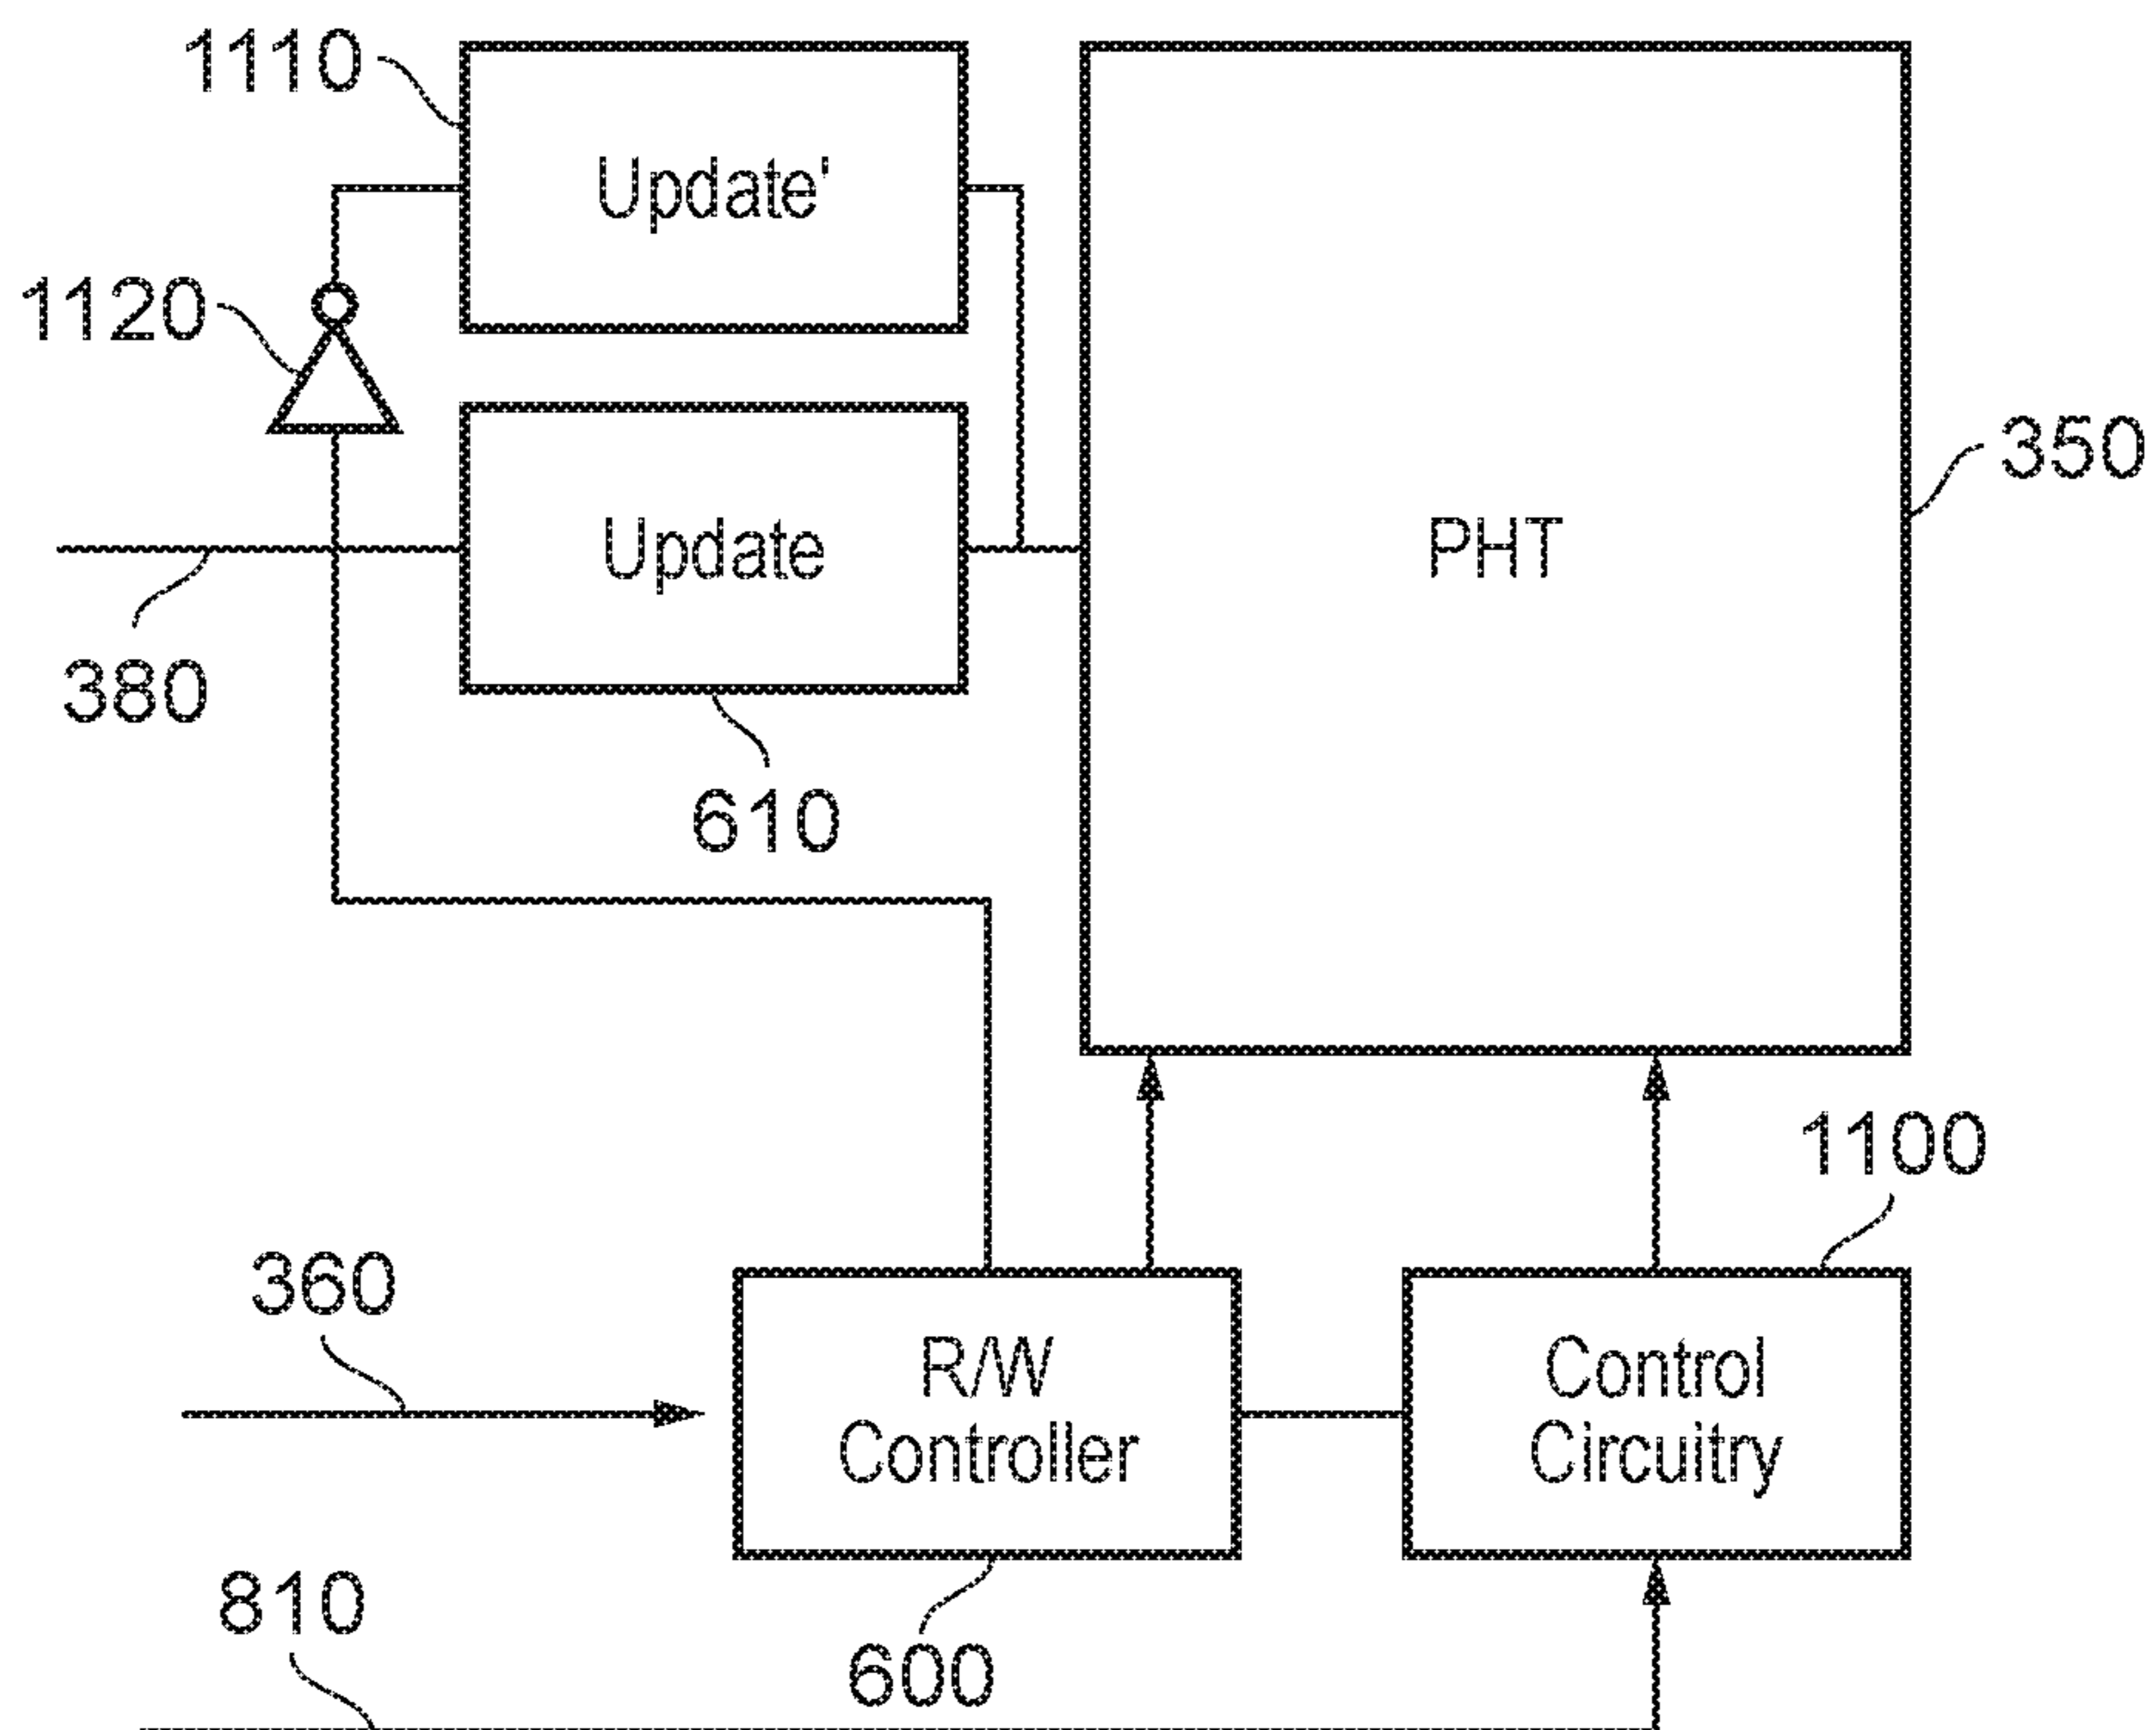 1110
Update'
1120
350
Update
PHT
380
610
1100
360
R/W
Controller
Control
Circuitry
810
600